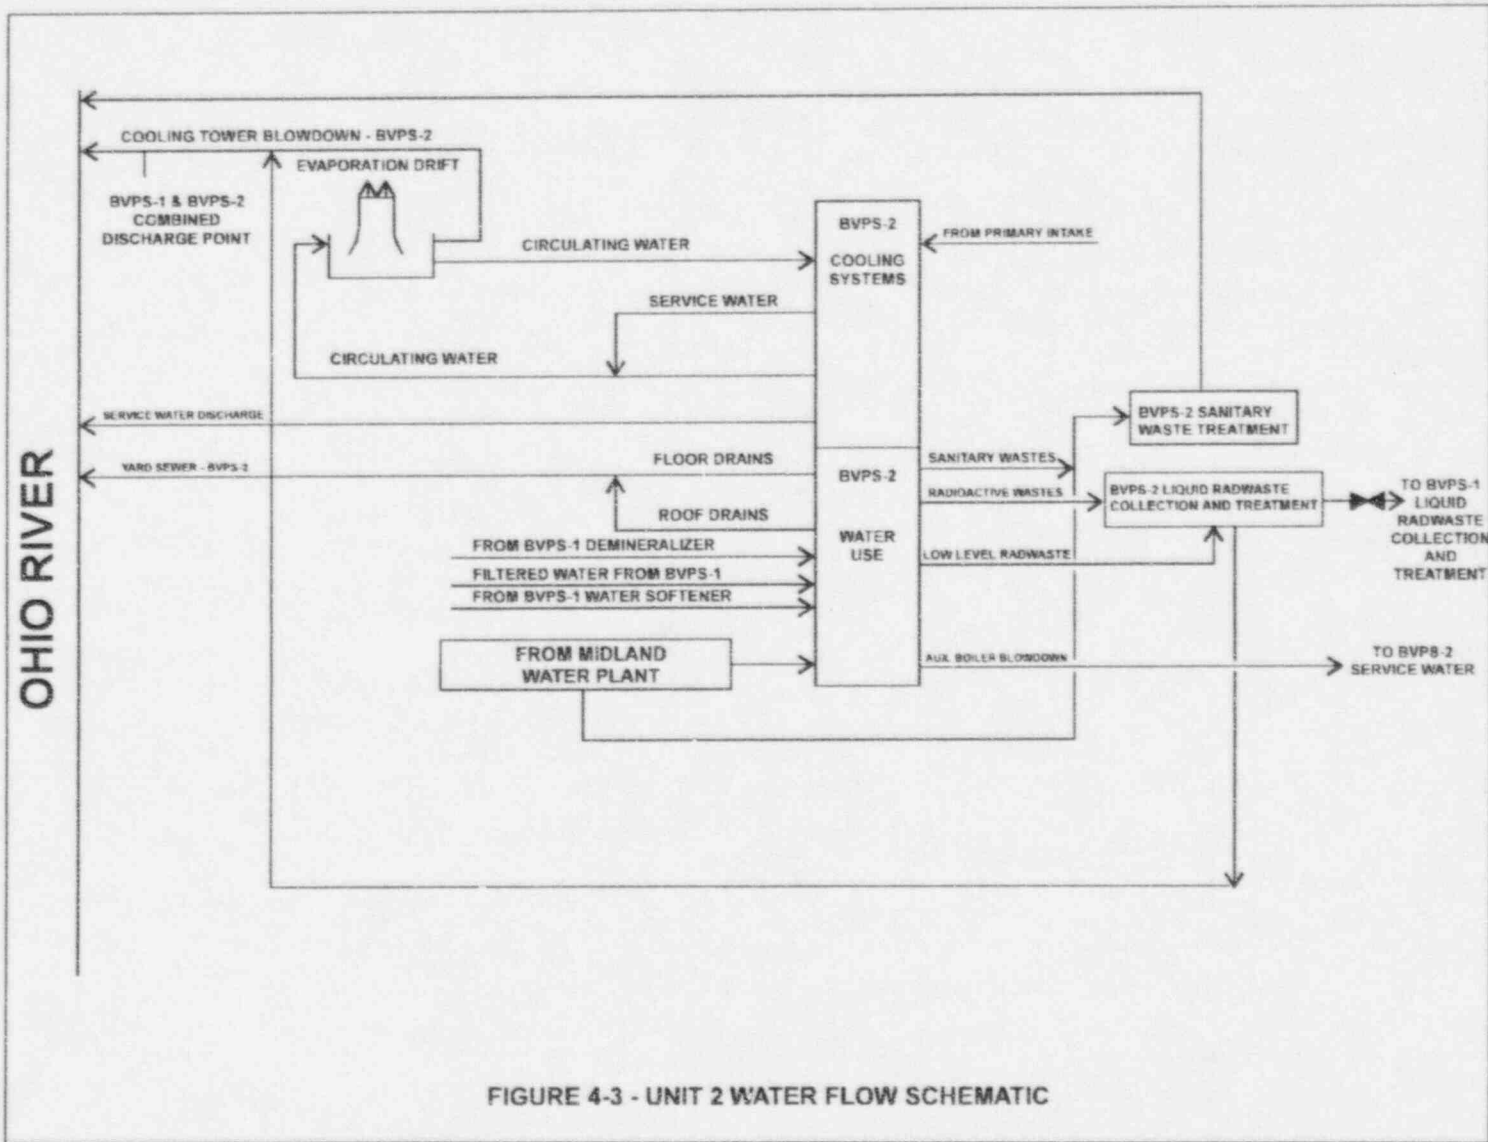 COOLING TOWER BLOWDOWN - BVPS-2
EVAPORATION DRIFT
BVPS-1 & BVPS-2
COMBINED
DISCHARGE POINT
CIRCULATING WATER
BVPS-2
COOLING
SYSTEMS
FROM PRIMARY INTAKE
SERVICE WATER
CIRCULATING WATER
SERVICE WATER DISCHARGE
BVPS-2 SANITARY
WASTE TREATMENT
OHIO RIVER
YARD SEWER - BVPS-2
FLOOR DRAINS
ROOF DRAINS
BVPS-2
WATER
USE
SANITARY WASTES
RADIOACTIVE WASTES
LOW LEVEL RADWASTE
BVPS-2 LIQUID RADWASTE
COLLECTION AND TREATMENT
TO BVPS-1
LIQUID
RADWASTE
COLLECTION
AND
TREATMENT
FROM BVPS-1 DEMINERALIZER
FILTERED WATER FROM BVPS-1
FROM BVPS-1 WATER SOFTENER
FROM MIDLAND
WATER PLANT
AUX. BOILER BLOWDOWN
TO BVPS-2
SERVICE WATER
FIGURE 4-3 - UNIT 2 WATER FLOW SCHEMATIC